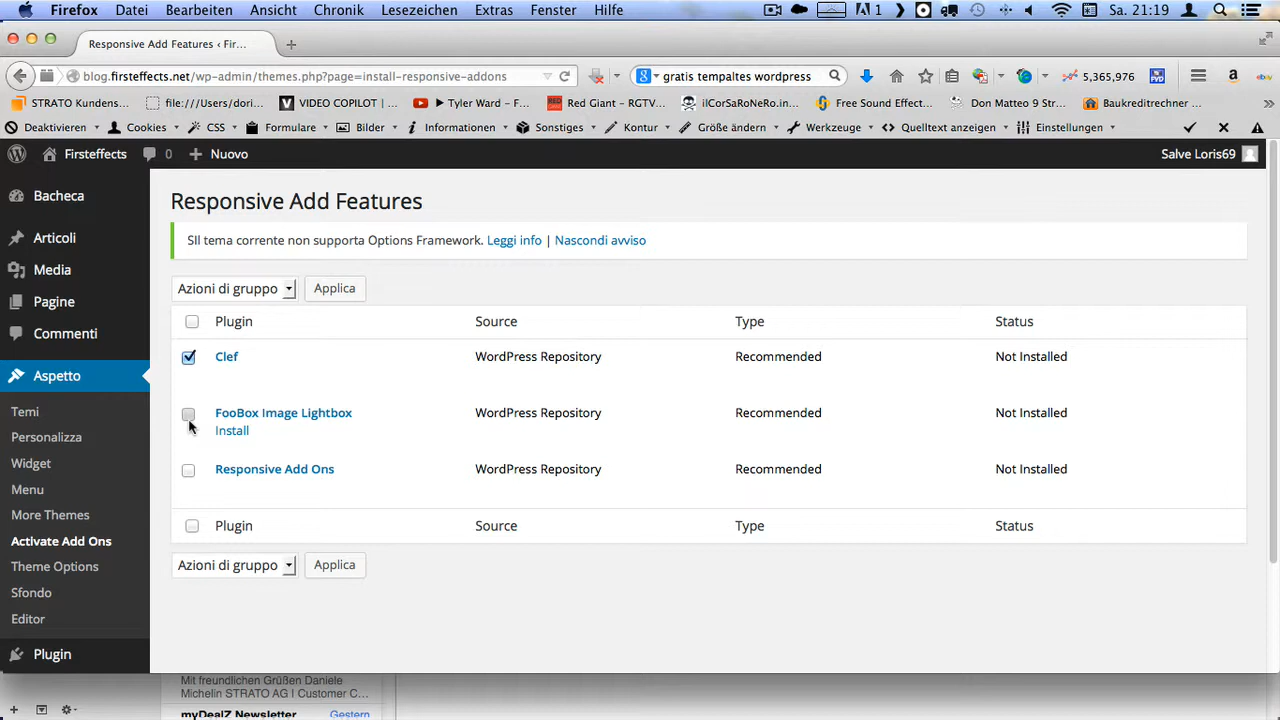 Firefox Datei Bearbeiten Ansicht Chronik Lesezeichen Extras Fenster Hilfe 1 Sa. 21:19
Responsive Add Features ‹ Fir...
blog.firsteffects.net/wp-admin/themes.php?page=install-responsive-addons gratis tempaltes wordpress 5,365,976
STRATO Kundens... file:///Users/dori... VIDEO COPILOT | ... Tyler Ward – F... Red Giant – RGTV... ilCorSaRoNeRo.in... Free Sound Effect... Don Matteo 9 Str... Baukreditrechner ...
Deaktivieren Cookies CSS Formulare Bilder Informationen Sonstiges Kontur Größe ändern Werkzeuge Quelltext anzeigen Einstellungen
Firsteffects 0 Nuovo Salve Loris69
Bacheca
Articoli
Media
Pagine
Commenti
Aspetto
Temi
Personalizza
Widget
Menu
More Themes
Activate Add Ons
Theme Options
Sfondo
Editor
Plugin
Responsive Add Features
SIl tema corrente non supporta Options Framework. Leggi info | Nascondi avviso
Azioni di gruppo Applica
Plugin Source Type Status
Clef WordPress Repository Recommended Not Installed
FooBox Image Lightbox WordPress Repository Recommended Not Installed
Install
Responsive Add Ons WordPress Repository Recommended Not Installed
Plugin Source Type Status
Azioni di gruppo Applica
Mit freundlichen Grüßen Daniele
Michelin STRATO AG | Customer C...
myDealZ Newsletter Gestern